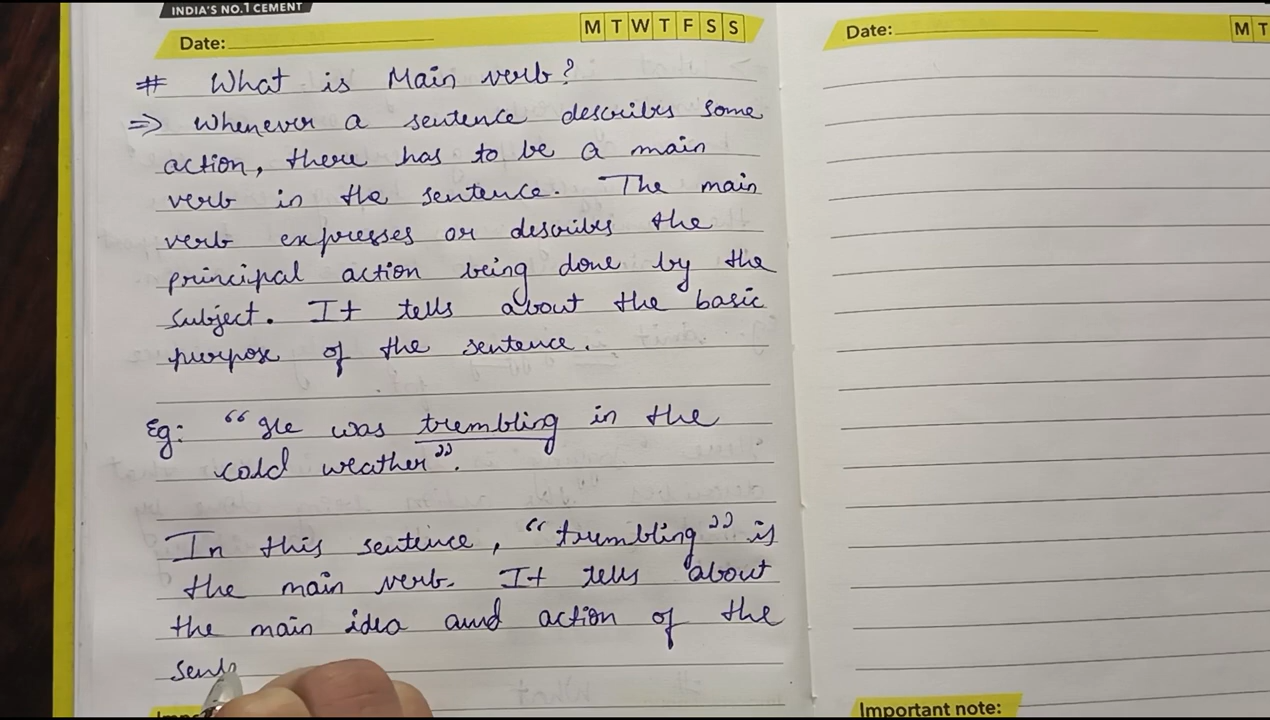 INDIA'S NO.1 CEMENT
Date:
M T W T F S S
# What is Main verb?
⇒ Whenever a sentence describes some
action, there has to be a main
verb in the sentence. The main
verb expresses or describes the
principal action being done by the
subject. It tells about the basic
purpose of the sentence.
Eg: "He was trembling in the
cold weather".
In this sentence, "trembling" is
the main verb. It tells about
the main idea and action of the
Date:
M T
Important note: